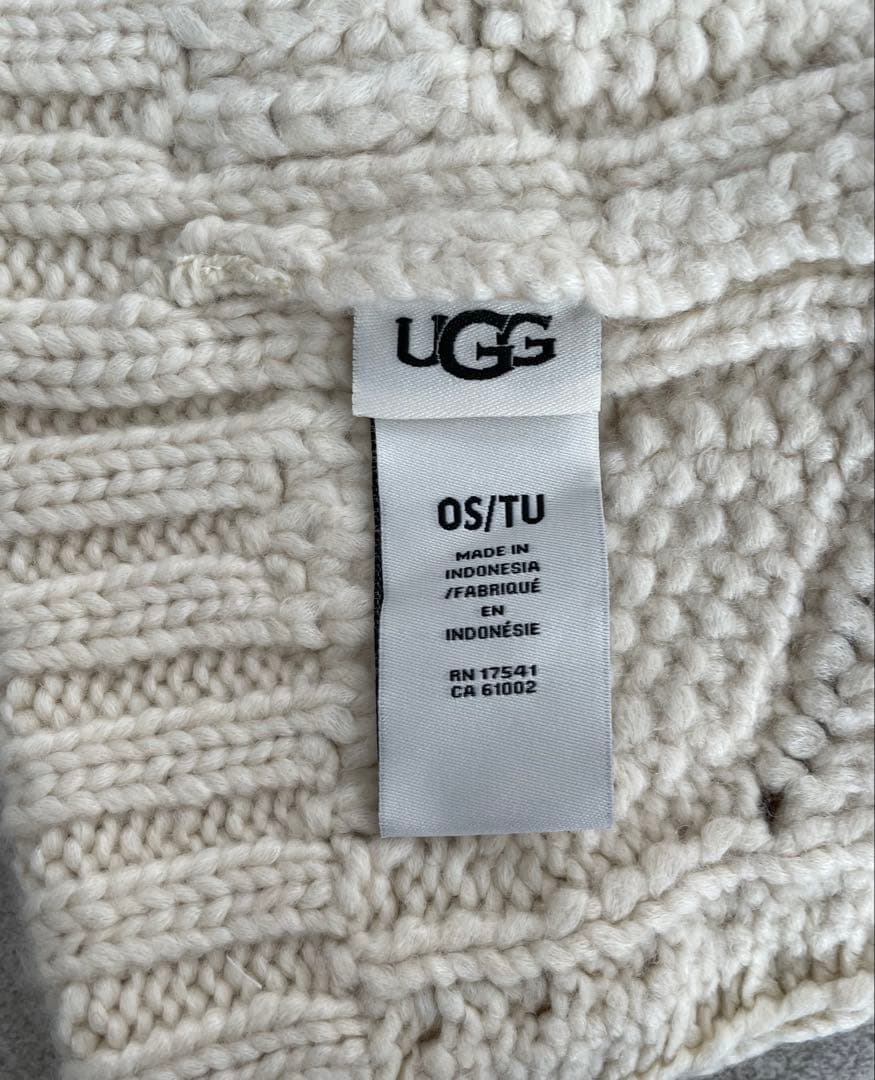 UGG
OS/TU
MADE IN
INDONESIA
/FABRIQUÉ
EN
INDONÉSIE
RN 17541
CA 61002